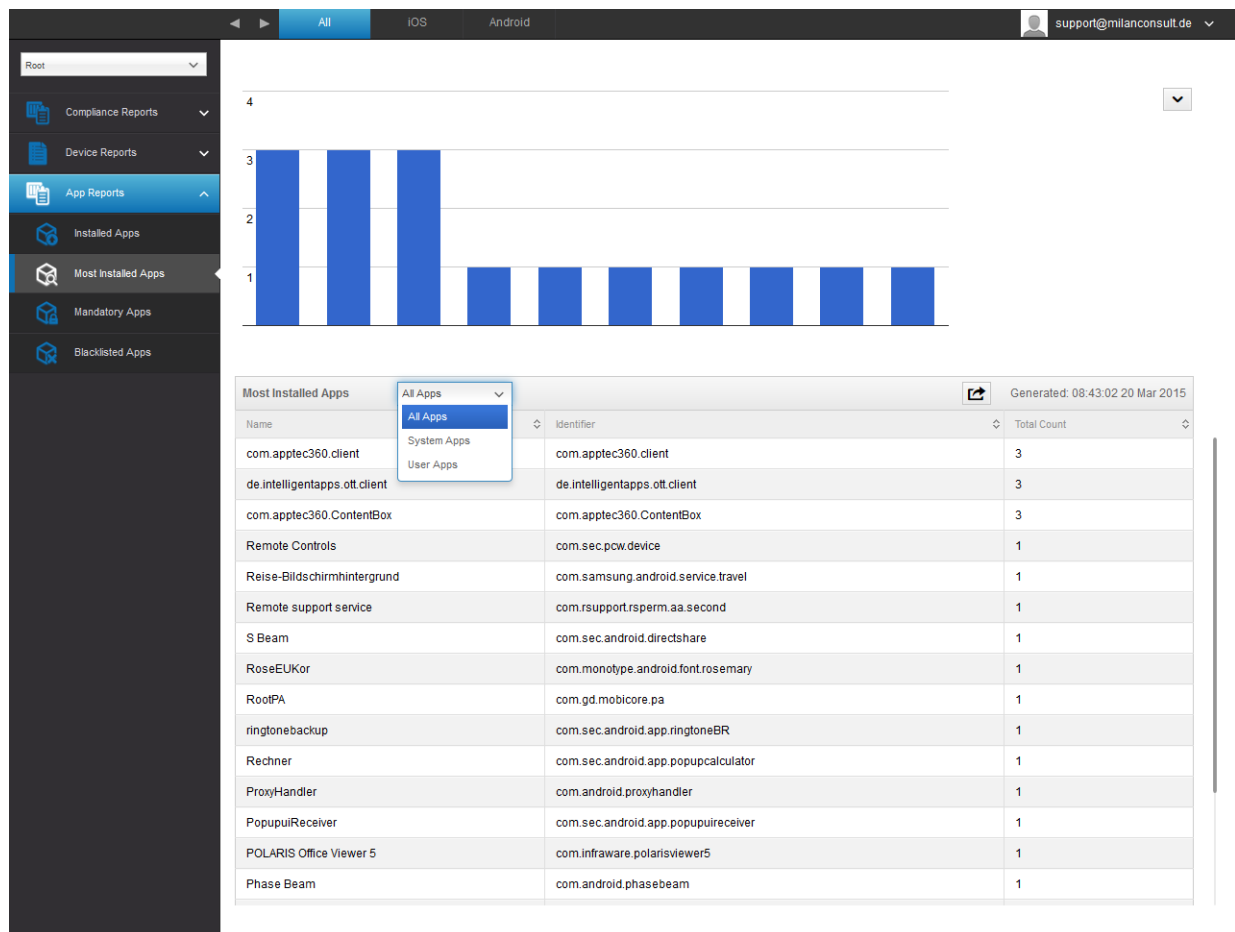 All iOS Android support@milanconsult.de
Root
Compliance Reports
Device Reports
App Reports
Installed Apps
Most Installed Apps
Mandatory Apps
Blacklisted Apps
4
3
2
1
Most Installed Apps All Apps Generated: 08:43:02 20 Mar 2015
All Apps
System Apps
User Apps
Name Identifier Total Count
com.apptec360.client com.apptec360.client 3
de.intelligentapps.ott.client de.intelligentapps.ott.client 3
com.apptec360.ContentBox com.apptec360.ContentBox 3
Remote Controls com.sec.pcw.device 1
Reise-Bildschirmhintergrund com.samsung.android.service.travel 1
Remote support service com.rsupport.rsperm.aa.second 1
S Beam com.sec.android.directshare 1
RoseEUKor com.monotype.android.font.rosemary 1
RootPA com.gd.mobicore.pa 1
ringtonebackup com.sec.android.app.ringtoneBR 1
Rechner com.sec.android.app.popupcalculator 1
ProxyHandler com.android.proxyhandler 1
PopupuiReceiver com.sec.android.app.popupuireceiver 1
POLARIS Office Viewer 5 com.infraware.polarisviewer5 1
Phase Beam com.android.phasebeam 1